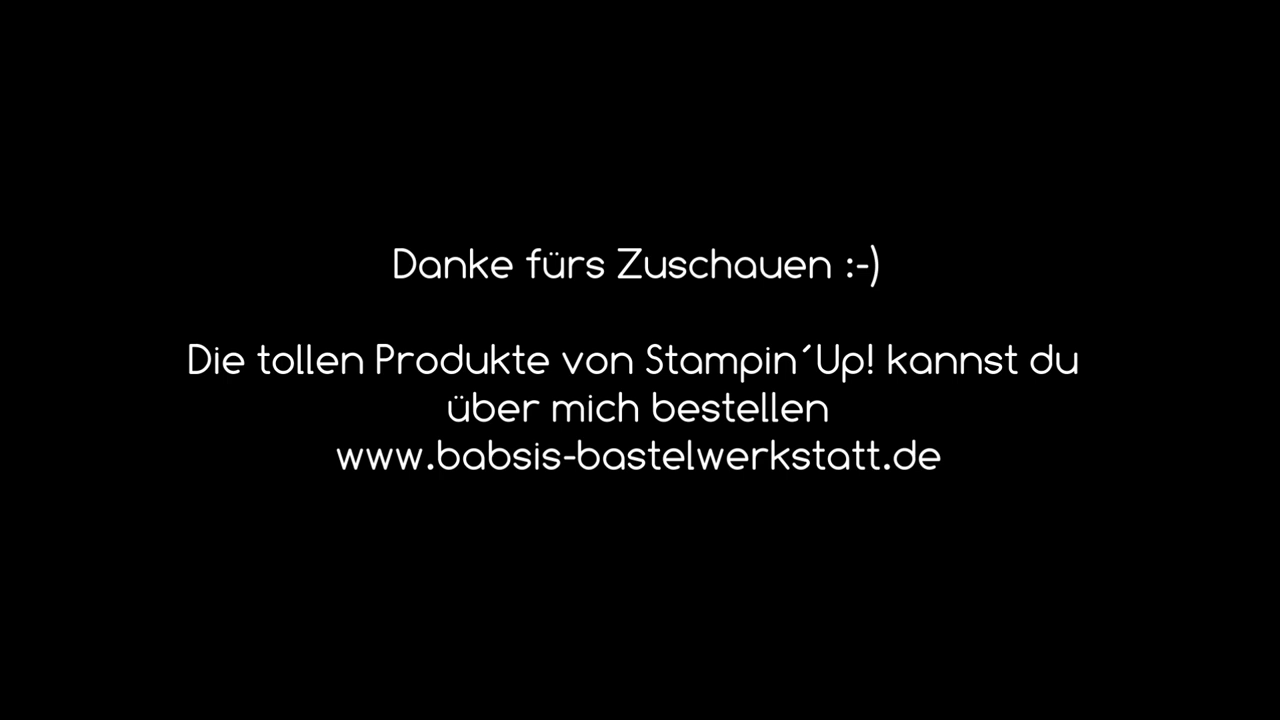 Danke fürs Zuschauen :-)
Die tollen Produkte von Stampin´Up! kannst du
über mich bestellen
www.babsis-bastelwerkstatt.de